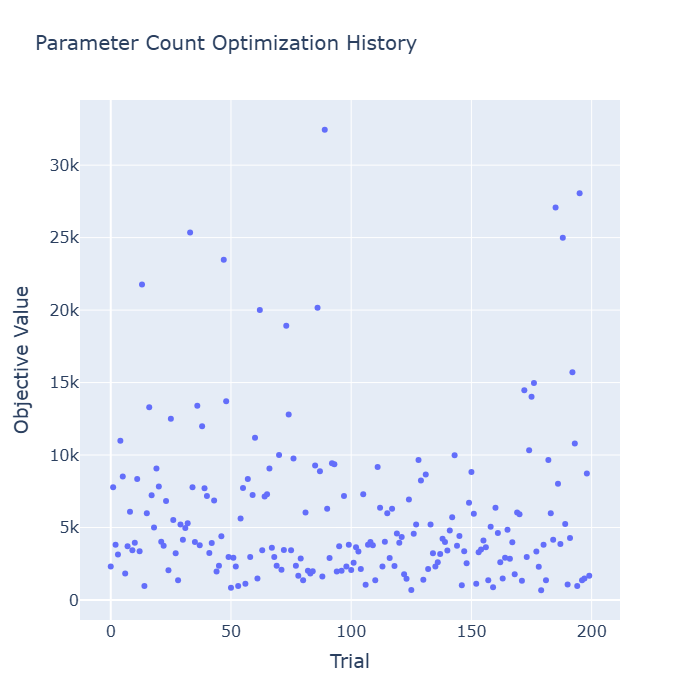 Parameter Count Optimization History
30k
25k
20k
15k
10k
5k
0
Objective Value
0 50 100 150 200
Trial